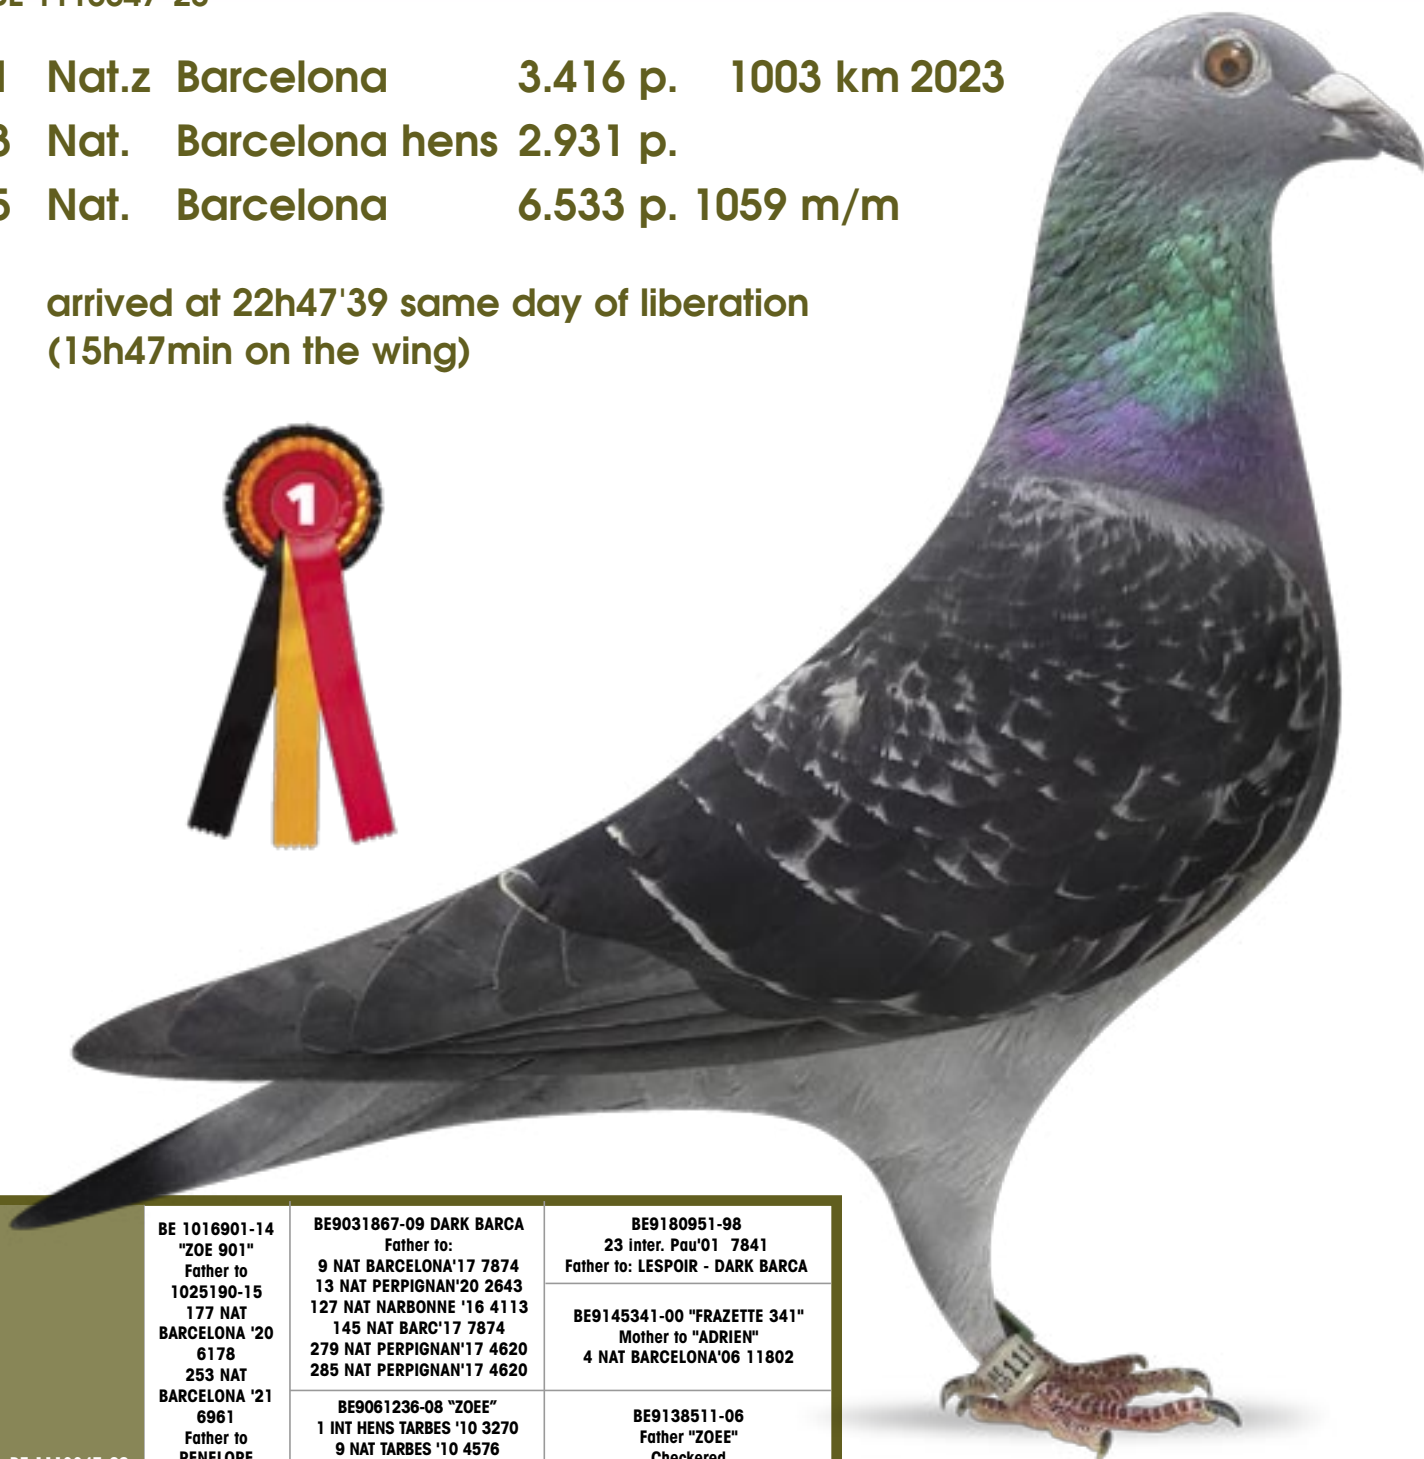 1 Nat.z Barcelona 3.416 p. 1003 km 2023
3 Nat. Barcelona hens 2.931 p.
5 Nat. Barcelona 6.533 p. 1059 m/m
arrived at 22h47'39 same day of liberation
(15h47min on the wing)
1
BE 1016901-14
"ZOE 901"
Father to
1025190-15
177 NAT
BARCELONA '20
6178
253 NAT
BARCELONA '21
6961
Father to
PENELOPE
BE9031867-09 DARK BARCA
Father to:
9 NAT BARCELONA'17 7874
13 NAT PERPIGNAN'20 2643
127 NAT NARBONNE '16 4113
145 NAT BARC'17 7874
279 NAT PERPIGNAN'17 4620
285 NAT PERPIGNAN'17 4620
BE9061236-08 “ZOEE”
1 INT HENS TARBES '10 3270
9 NAT TARBES '10 4576
BE9180951-98
23 inter. Pau'01 7841
Father to: LESPOIR - DARK BARCA
BE9145341-00 "FRAZETTE 341"
Mother to "ADRIEN"
4 NAT BARCELONA'06 11802
BE9138511-06
Father "ZOEE"
Checkered